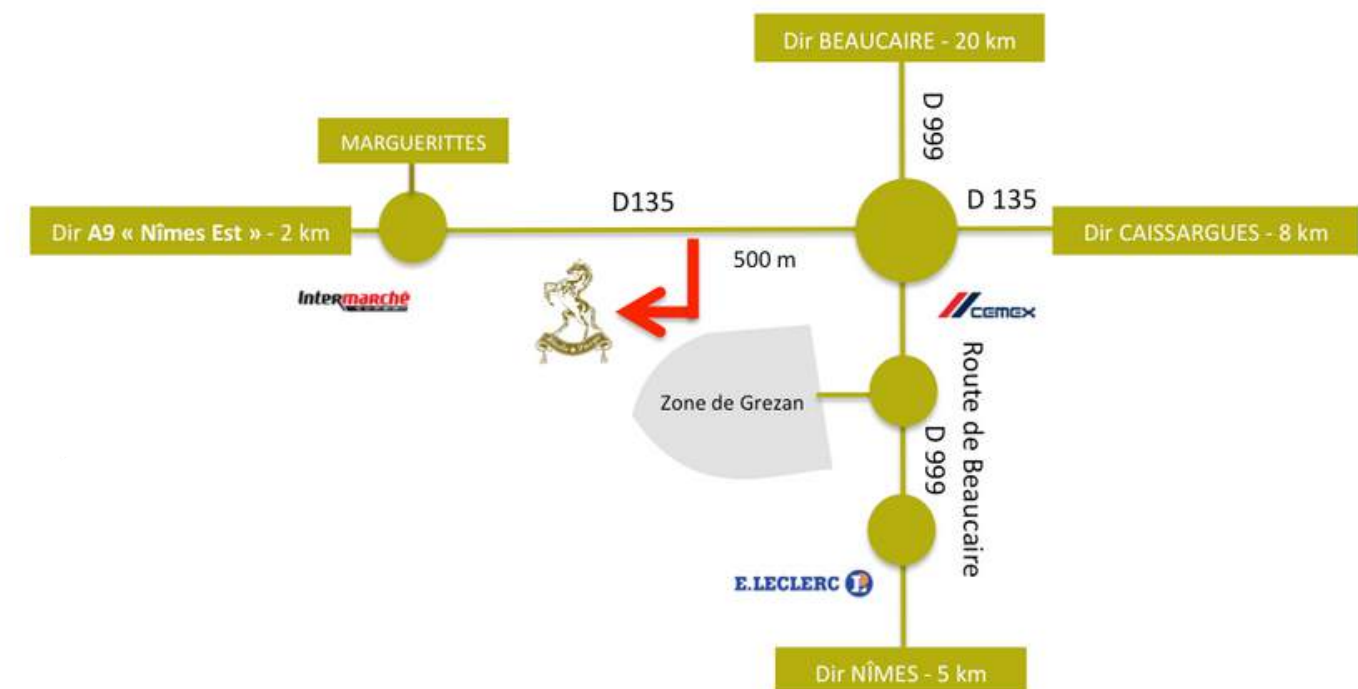 Dir BEAUCAIRE - 20 km
D 999
MARGUERITTES
D135
D 135
Dir A9 « Nîmes Est » - 2 km
Dir CAISSARGUES - 8 km
500 m
Intermarché
SUPER
CEMEX
Route de Beaucaire
Zone de Grezan
D 999
E.LECLERC L
Dir NÎMES - 5 km